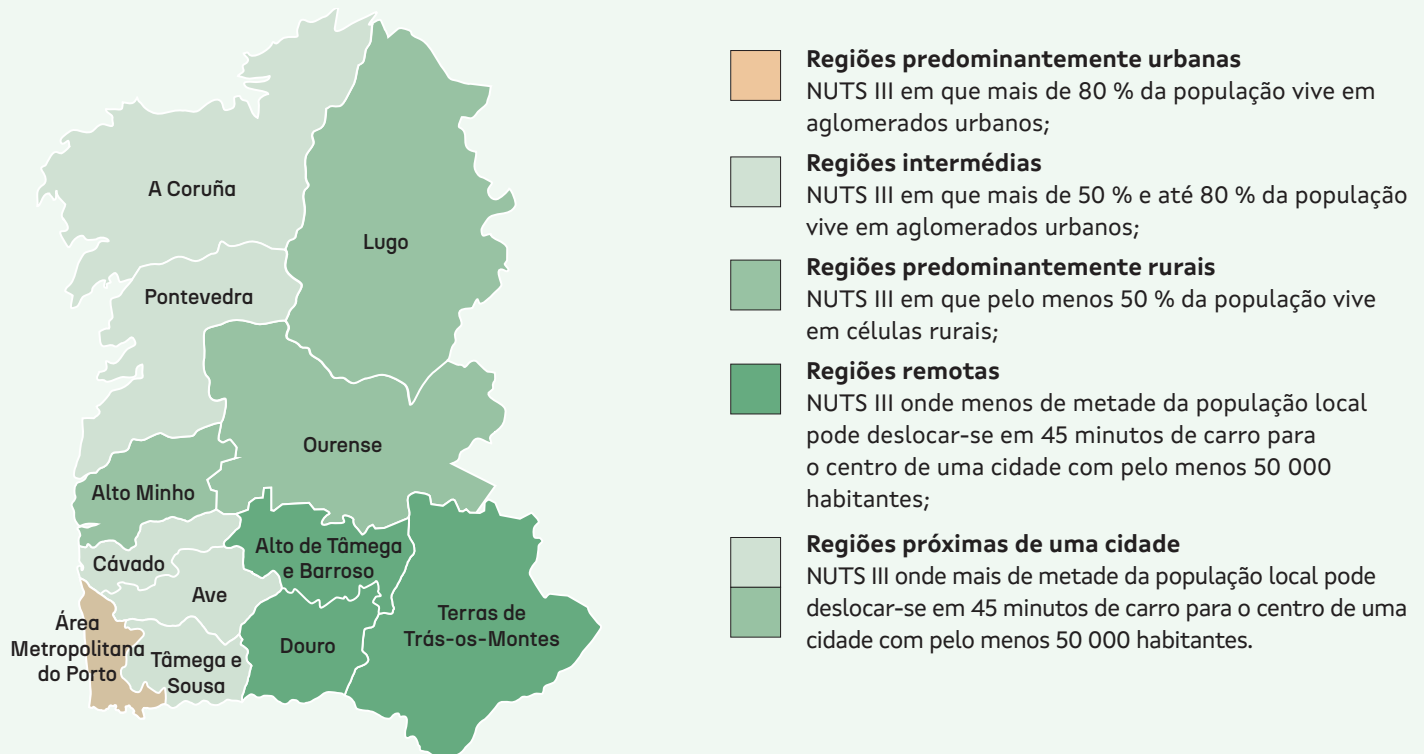 A Coruña
Lugo
Pontevedra
Ourense
Alto Minho
Cávado
Alto de Tâmega
e Barroso
Ave
Terras de
Trás-os-Montes
Área
Metropolitana
do Porto
Tâmega e
Sousa
Douro
Regiões predominantemente urbanas
NUTS III em que mais de 80 % da população vive em
aglomerados urbanos;
Regiões intermédias
NUTS III em que mais de 50 % e até 80 % da população
vive em aglomerados urbanos;
Regiões predominantemente rurais
NUTS III em que pelo menos 50 % da população vive
em células rurais;
Regiões remotas
NUTS III onde menos de metade da população local
pode deslocar-se em 45 minutos de carro para
o centro de uma cidade com pelo menos 50 000
habitantes;
Regiões próximas de uma cidade
NUTS III onde mais de metade da população local pode
deslocar-se em 45 minutos de carro para o centro de uma
cidade com pelo menos 50 000 habitantes.